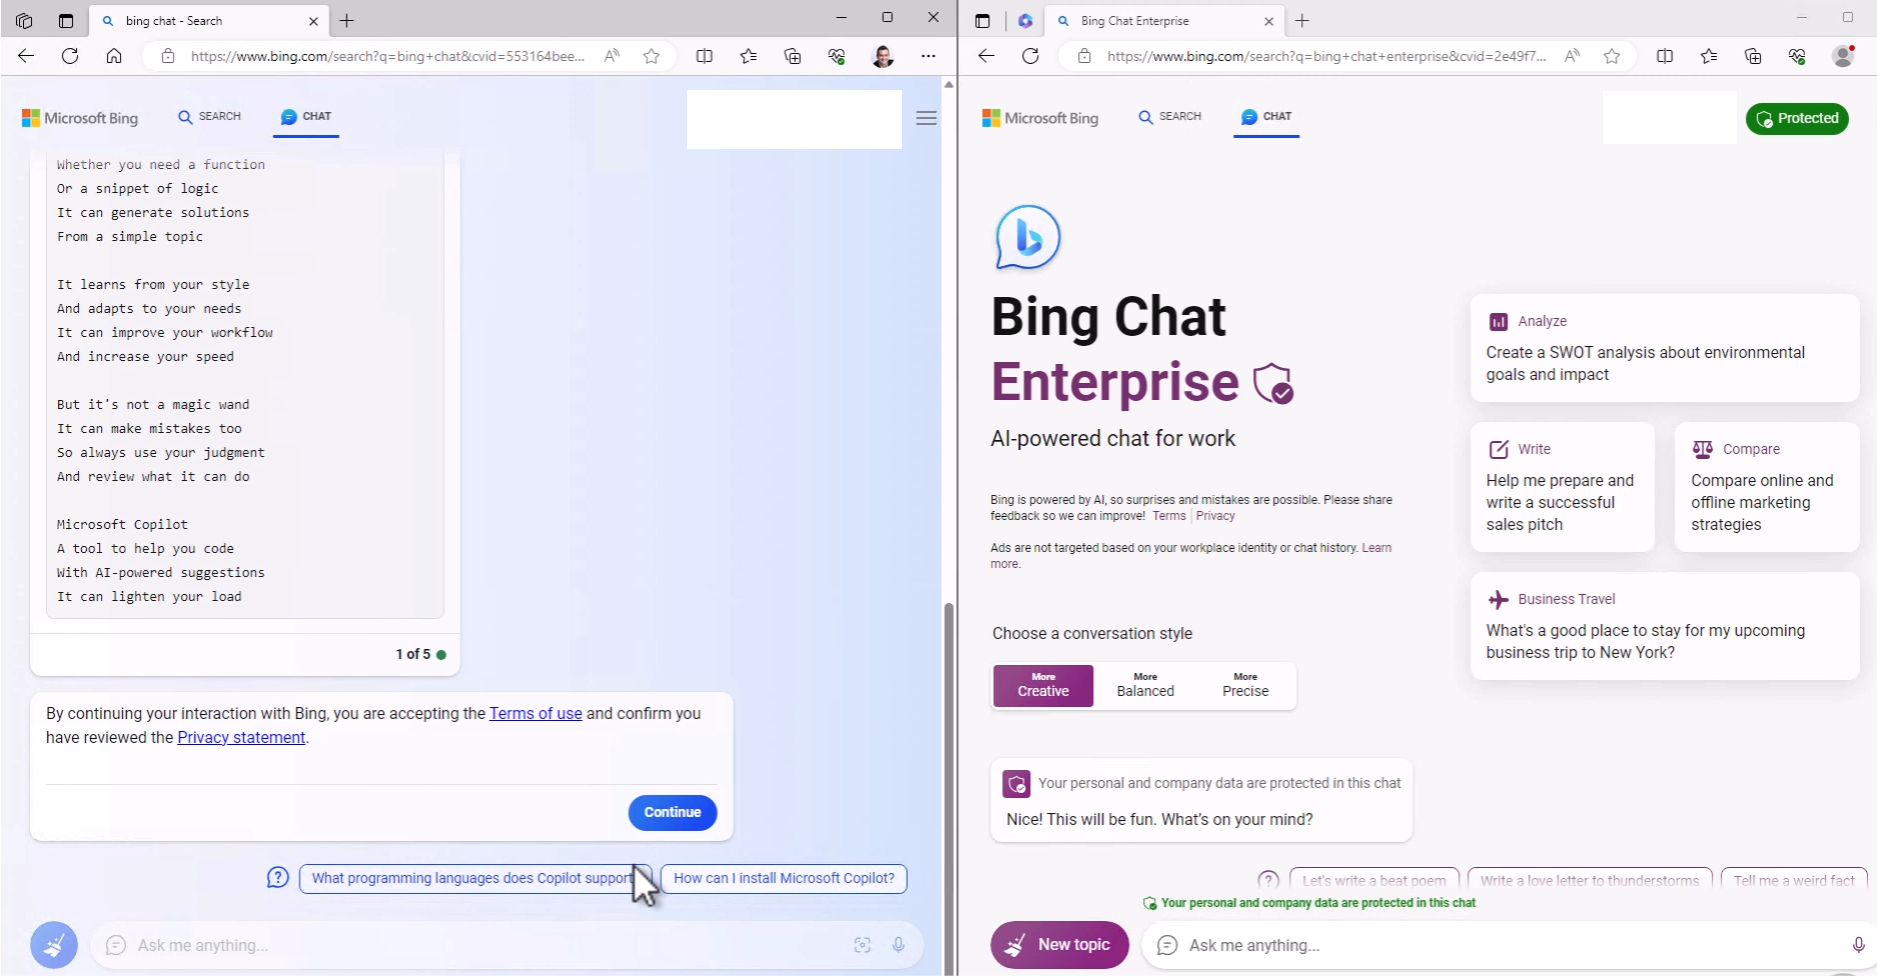 bing chat - Search
https://www.bing.com/search?q=bing+chat&cvid=553164bee...
Microsoft Bing
SEARCH
CHAT
Whether you need a function
Or a snippet of logic
It can generate solutions
From a simple topic
It learns from your style
And adapts to your needs
It can improve your workflow
And increase your speed
But it's not a magic wand
It can make mistakes too
So always use your judgment
And review what it can do
Microsoft Copilot
A tool to help you code
With AI-powered suggestions
It can lighten your load
1 of 5
By continuing your interaction with Bing, you are accepting the Terms of use and confirm you
have reviewed the Privacy statement.
Continue
What programming languages does Copilot support
How can I install Microsoft Copilot?
Ask me anything...
Bing Chat Enterprise
https://www.bing.com/search?q=bing+chat+enterprise&cvid=2e49f7...
Microsoft Bing
SEARCH
CHAT
Protected
Bing Chat
Enterprise
AI-powered chat for work
Bing is powered by AI, so surprises and mistakes are possible. Please share
feedback so we can improve! Terms | Privacy
Ads are not targeted based on your workplace identity or chat history. Learn
more.
Choose a conversation style
More
Creative
More
Balanced
More
Precise
Analyze
Create a SWOT analysis about environmental
goals and impact
Write
Help me prepare and
write a successful
sales pitch
Compare
Compare online and
offline marketing
strategies
Business Travel
What's a good place to stay for my upcoming
business trip to New York?
Your personal and company data are protected in this chat
Nice! This will be fun. What's on your mind?
Let's write a beat poem
Write a love letter to thunderstorms
Tell me a weird fact
Your personal and company data are protected in this chat
New topic
Ask me anything...